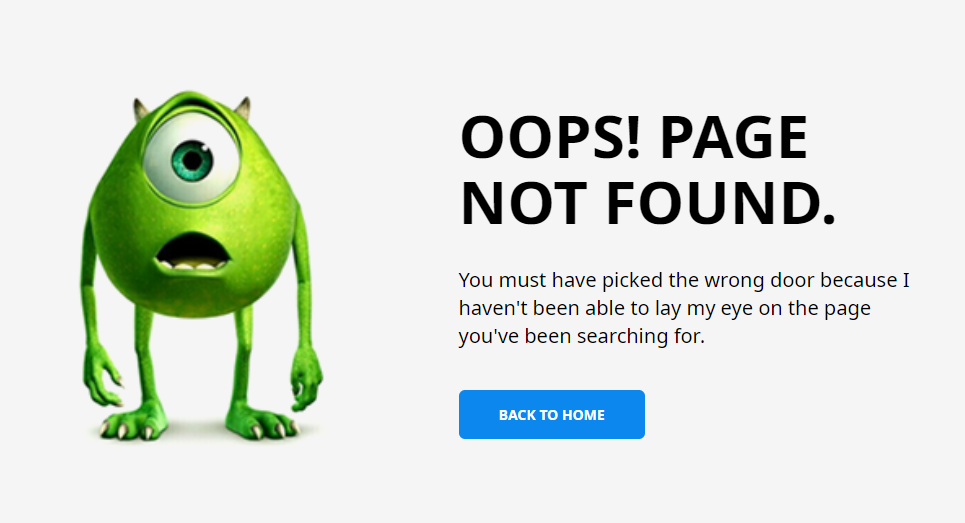 OOPS! PAGE
NOT FOUND.
You must have picked the wrong door because I
haven't been able to lay my eye on the page
you've been searching for.
BACK TO HOME